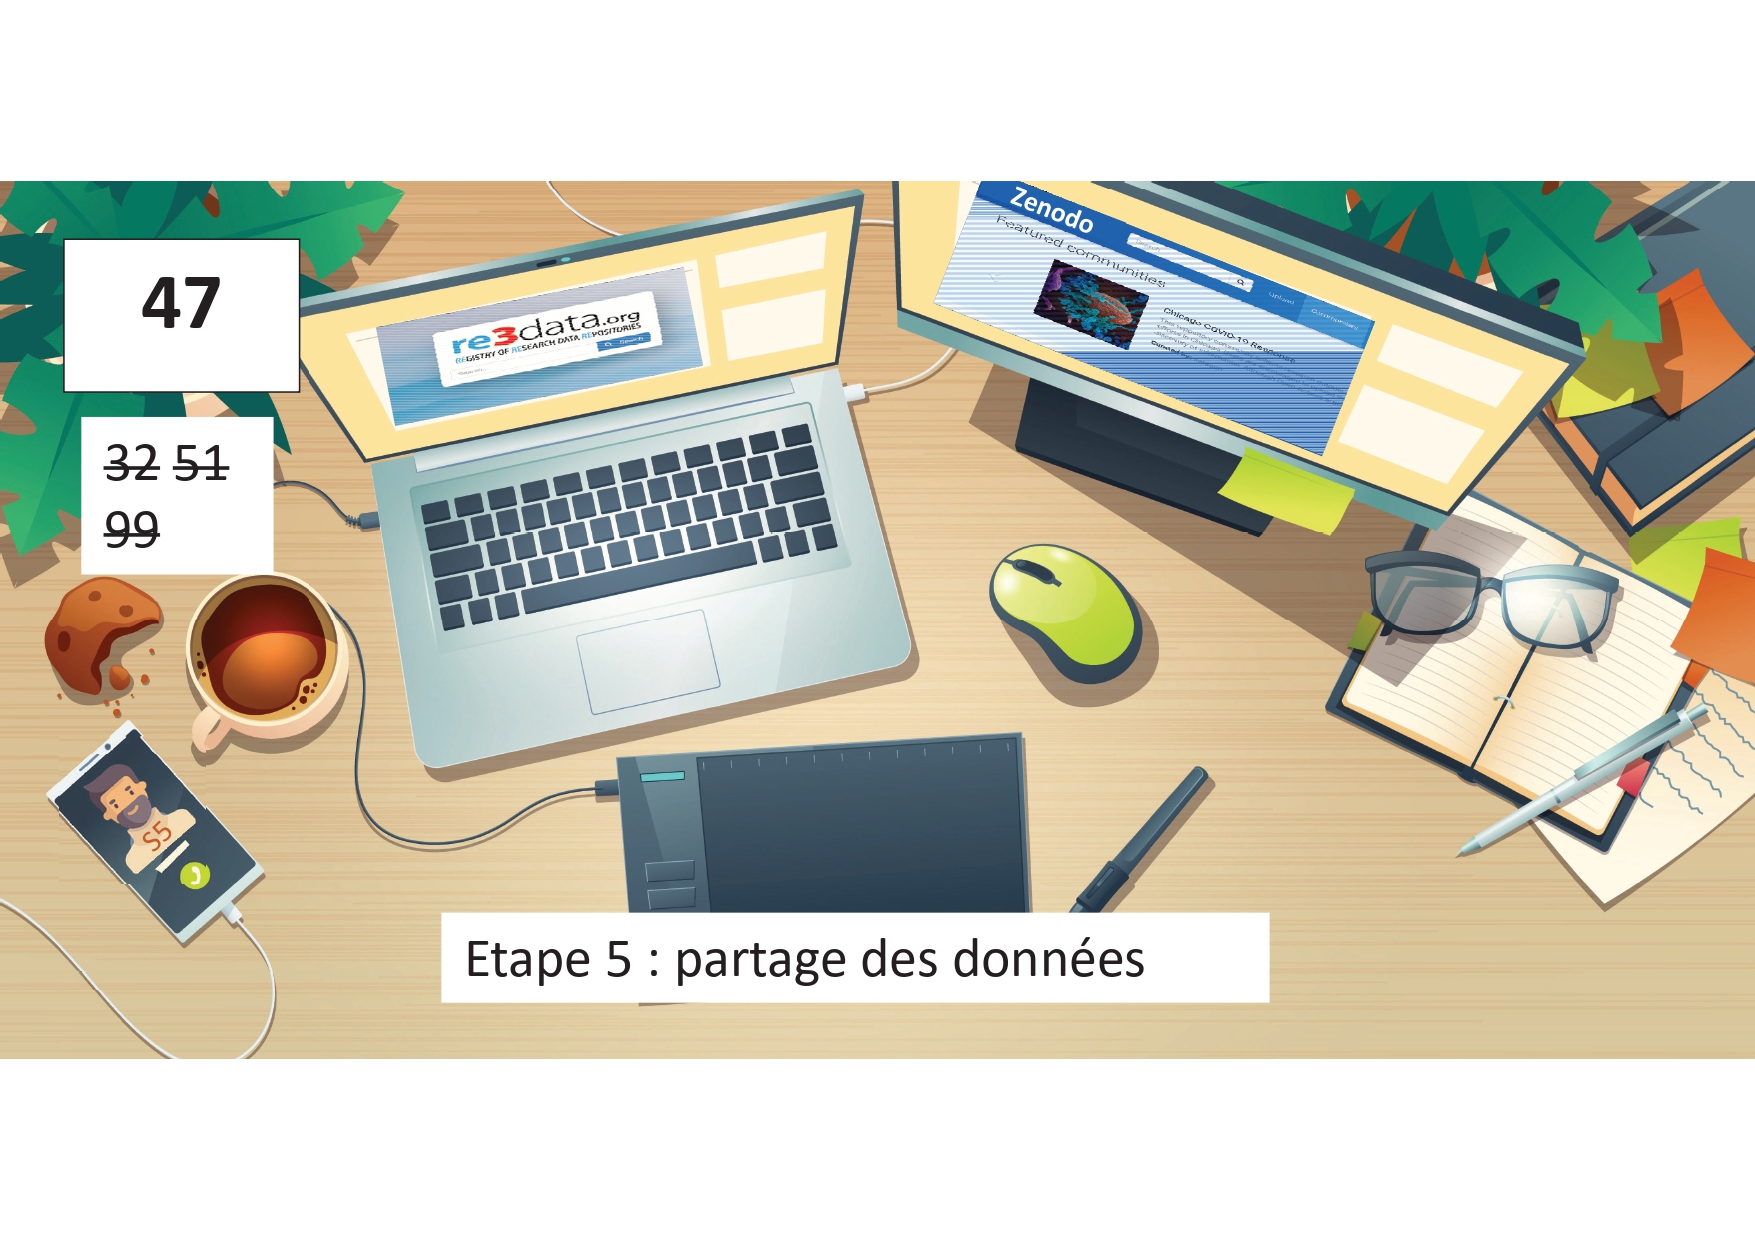 47
~~32~~ ~~51~~
~~99~~
re3data.org
REGISTRY OF RESEARCH DATA REPOSITORIES
Search
Zenodo
Featured communities
Upload
Communities
Chicago COVID-19 Response
S5
Etape 5 : partage des données